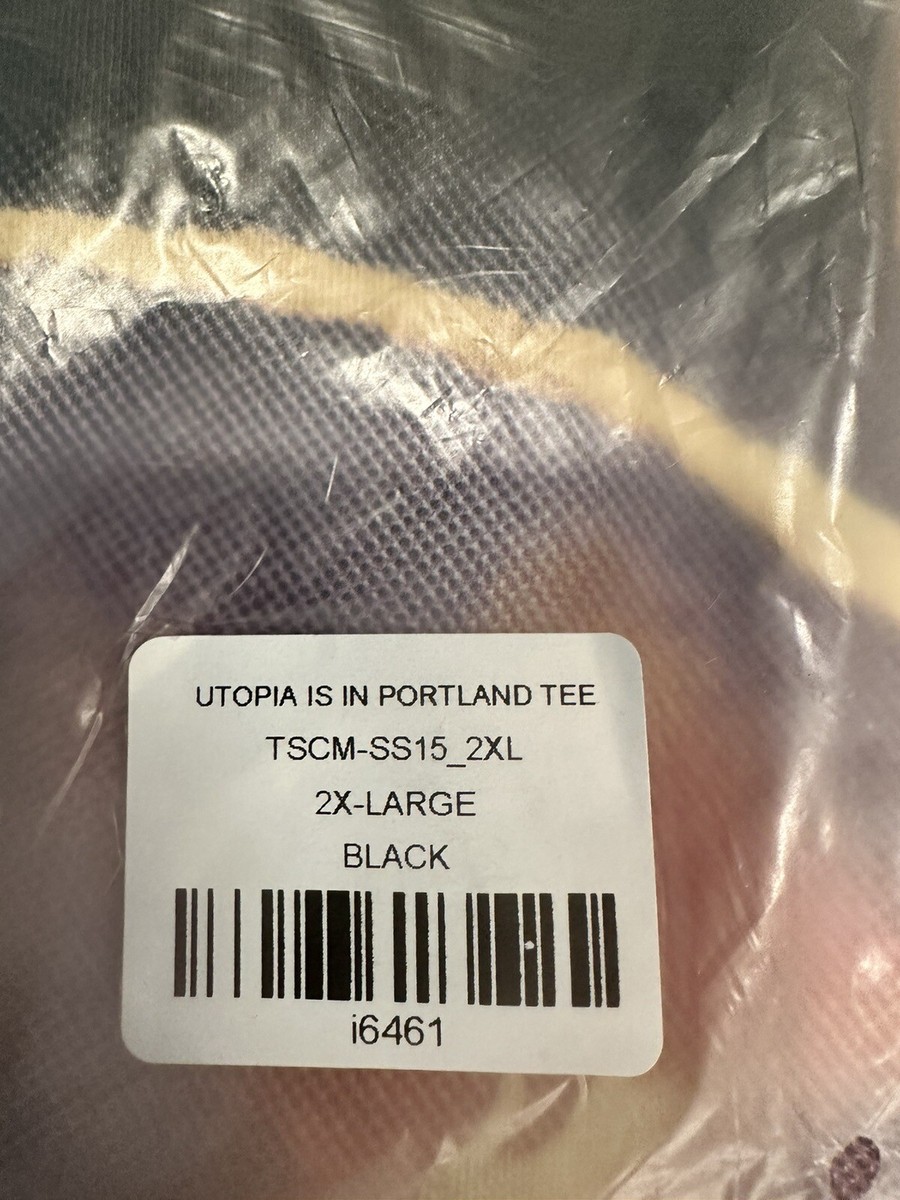 UTOPIA IS IN PORTLAND TEE
TSCM-SS15_2XL
2X-LARGE
BLACK
i6461